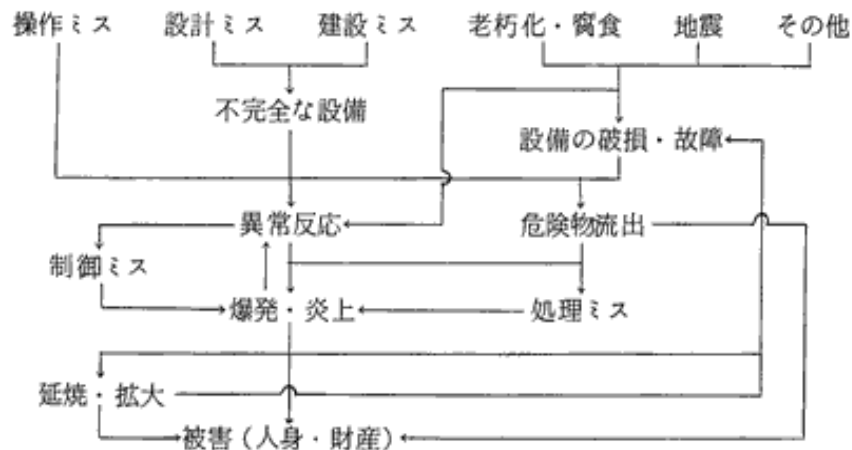 操作ミス 設計ミス 建設ミス 老朽化・腐食 地震 その他
不完全な設備
設備の破損・故障
異常反応 危険物流出
制御ミス
爆発・炎上 処理ミス
延焼・拡大
被害(人身・財産)